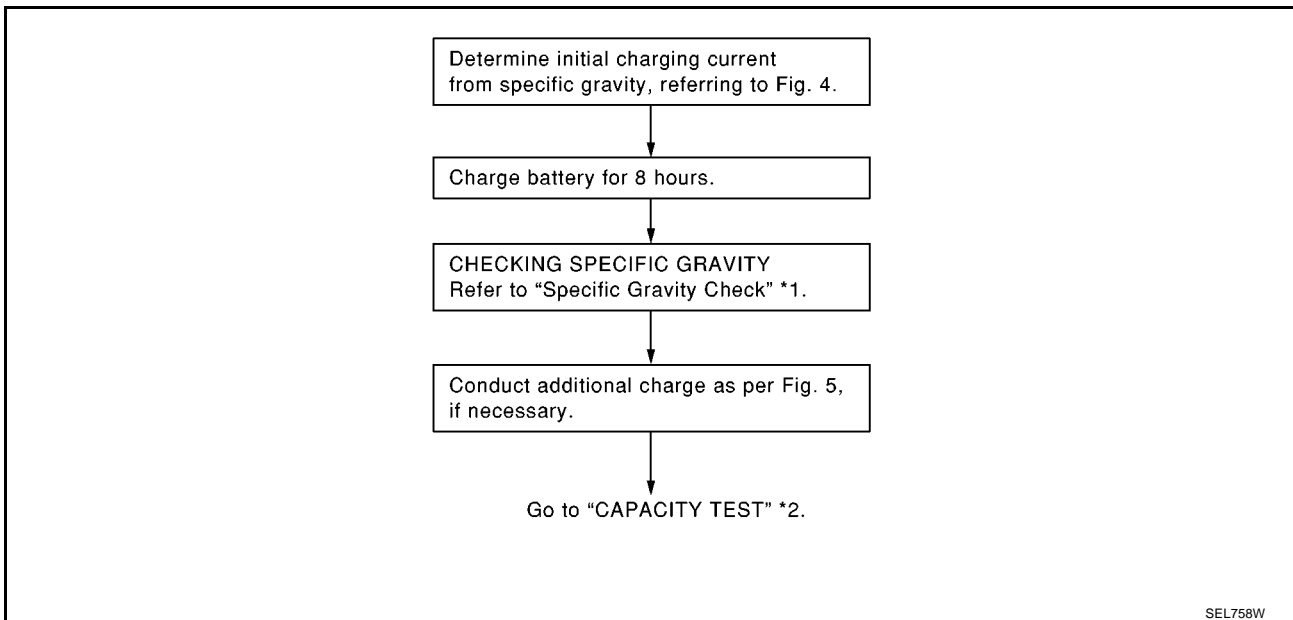 Determine initial charging current
from specific gravity, referring to Fig. 4.
Charge battery for 8 hours.
CHECKING SPECIFIC GRAVITY
Refer to “Specific Gravity Check” *1.
Conduct additional charge as per Fig. 5,
if necessary.
Go to “CAPACITY TEST” *2.
SEL758W